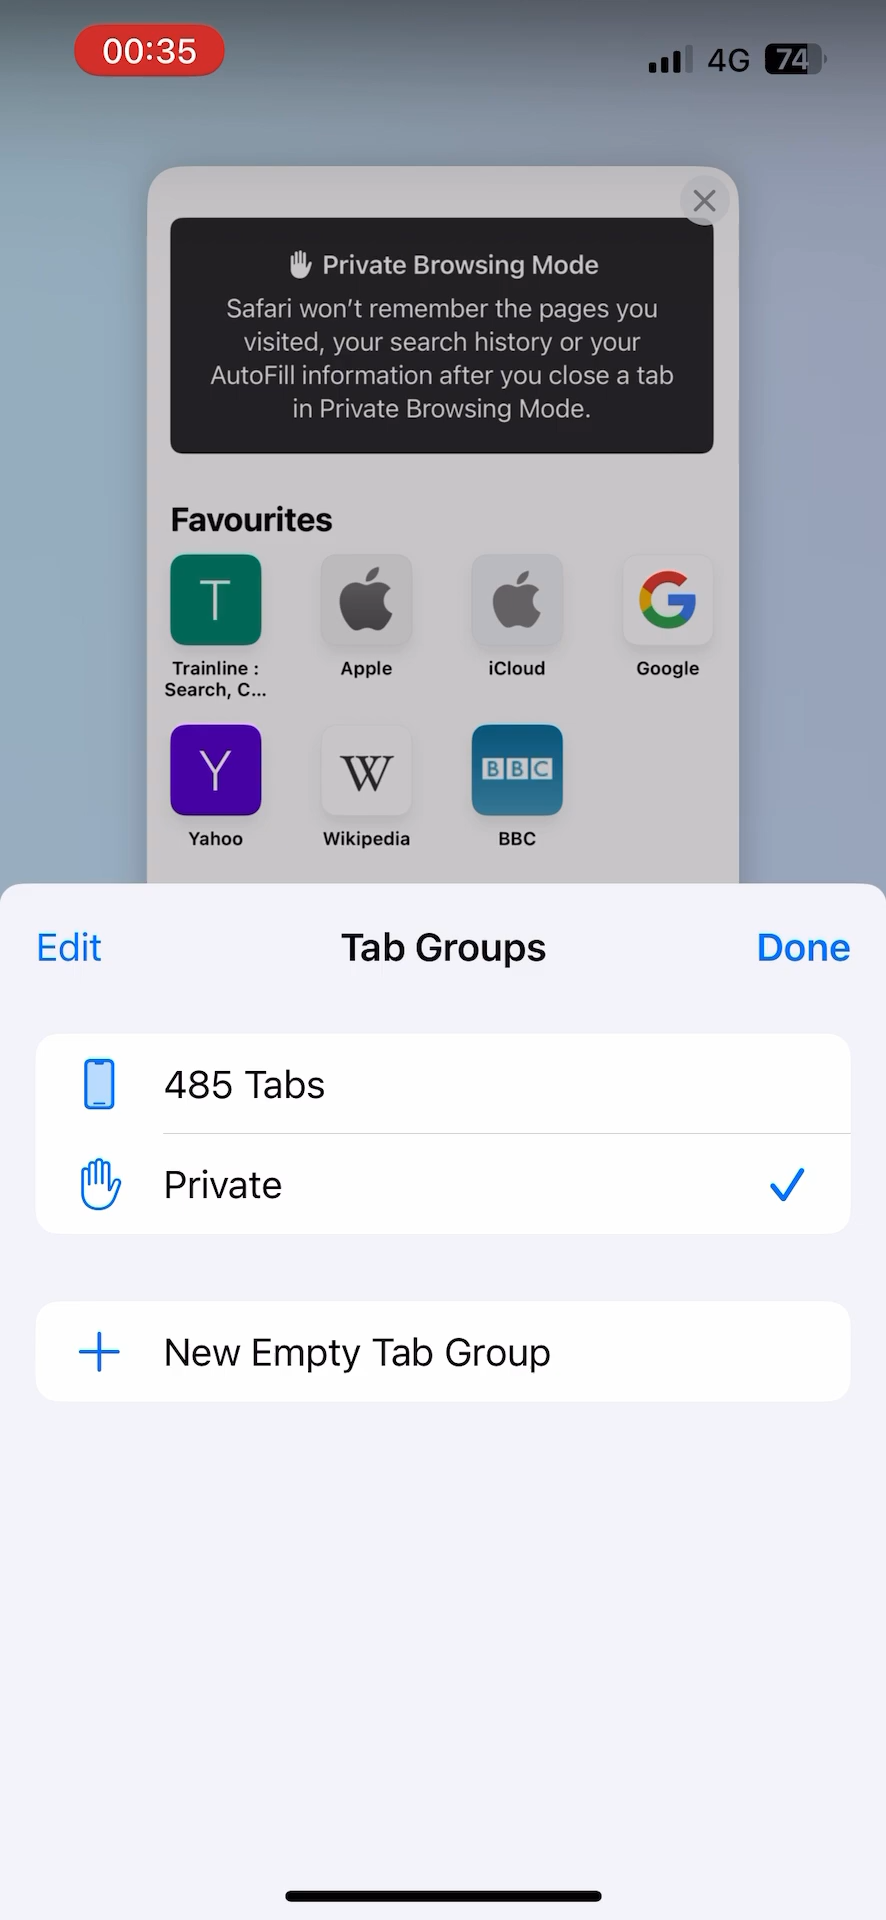 00:35
4G
74
Private Browsing Mode
Safari won't remember the pages you
visited, your search history or your
AutoFill information after you close a tab
in Private Browsing Mode.
Favourites
T
G
Trainline :
Search, C...
Apple
iCloud
Google
Y
W
BBC
Yahoo
Wikipedia
BBC
Edit
Tab Groups
Done
485 Tabs
Private
New Empty Tab Group